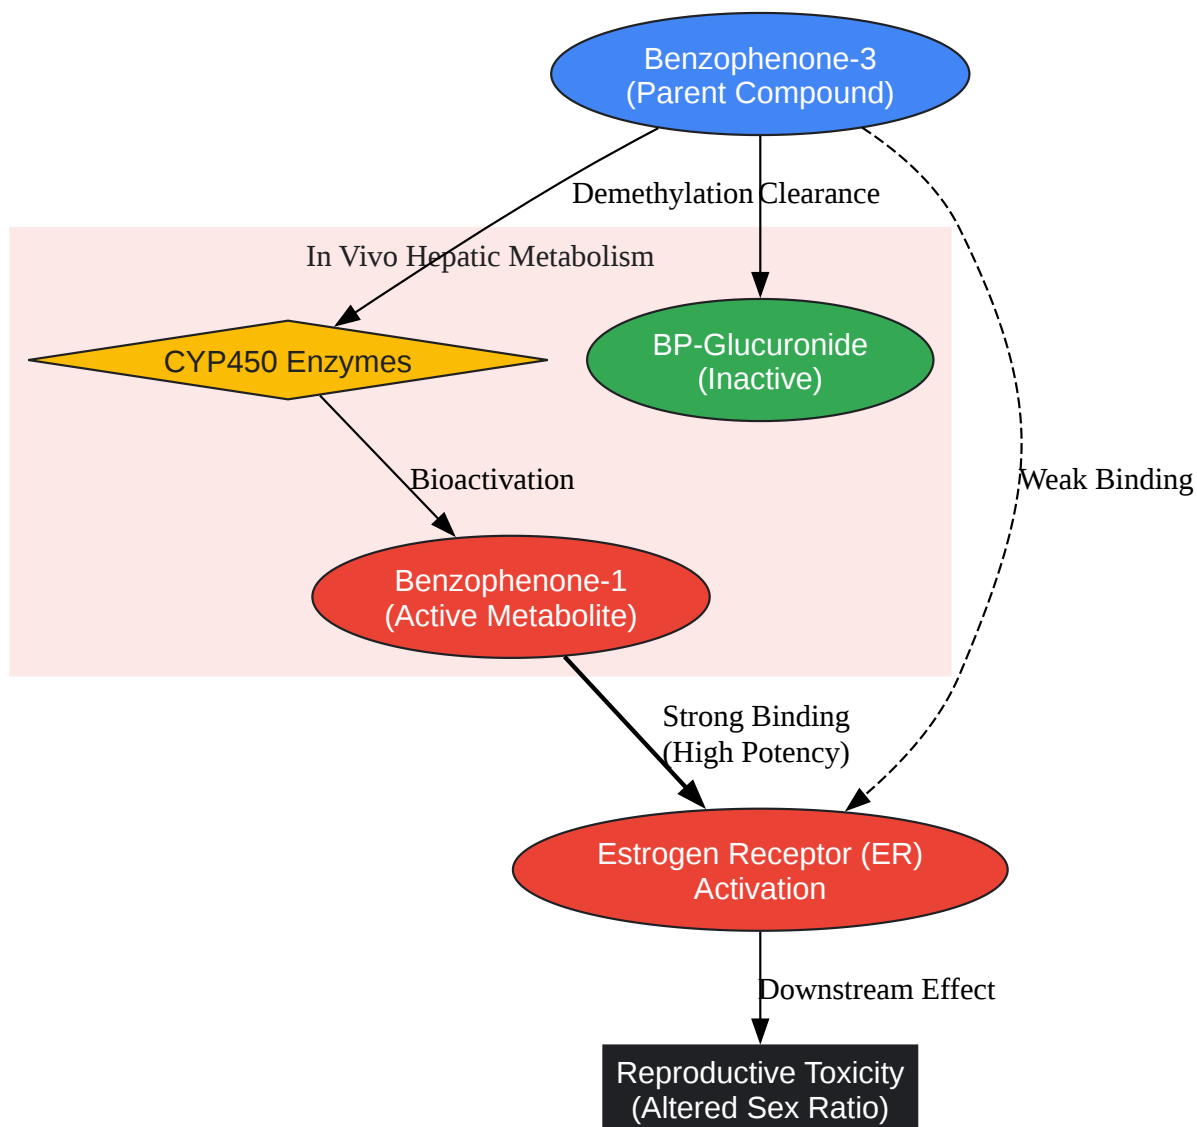 Benzophenone-3
(Parent Compound)
Demethylation
Clearance
In Vivo Hepatic Metabolism
CYP450 Enzymes
BP-Glucuronide
(Inactive)
Bioactivation
Weak Binding
Benzophenone-1
(Active Metabolite)
Strong Binding
(High Potency)
Estrogen Receptor (ER)
Activation
Downstream Effect
Reproductive Toxicity
(Altered Sex Ratio)